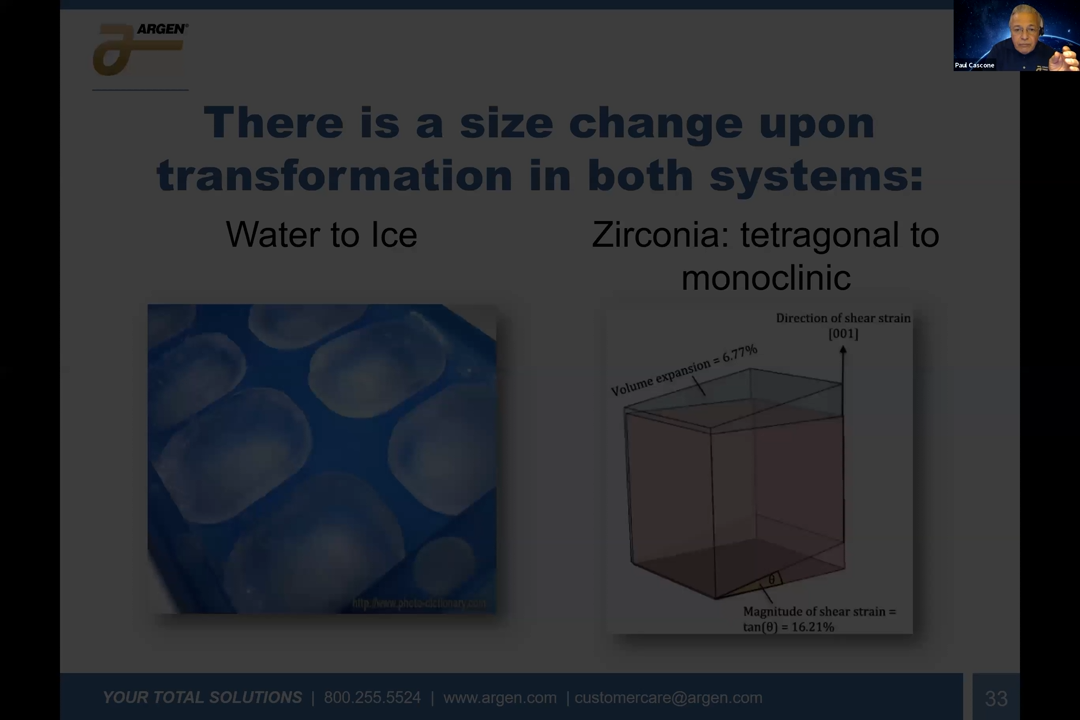 ARGEN®
Paul Cascone
There is a size change upon
transformation in both systems:
Water to Ice
Zirconia: tetragonal to
monoclinic
Direction of shear strain
[001]
Volume expansion = 6.77%
θ
http://www.photo-dictionary.com
Magnitude of shear strain =
tan(θ) = 16.21%
YOUR TOTAL SOLUTIONS | 800.255.5524 | www.argen.com | customercare@argen.com
33